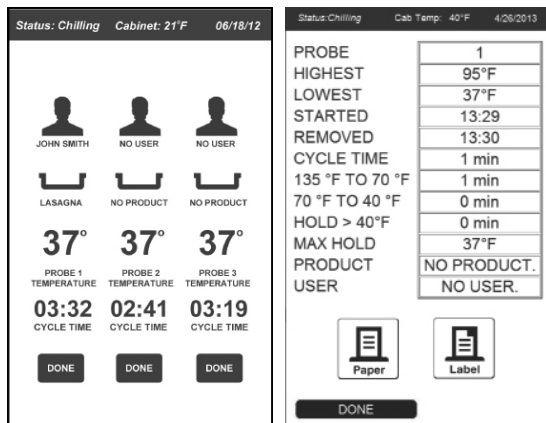 Status: Chilling Cabinet: 21°F 06/18/12
JOHN SMITH NO USER NO USER
LASAGNA NO PRODUCT NO PRODUCT
37° 37° 37°
PROBE 1 PROBE 2 PROBE 3
TEMPERATURE TEMPERATURE TEMPERATURE
03:32 02:41 03:19
CYCLE TIME CYCLE TIME CYCLE TIME
DONE DONE DONE
Status:Chilling Cab Temp: 40°F 4/26/2013
PROBE 1
HIGHEST 95°F
LOWEST 37°F
STARTED 13:29
REMOVED 13:30
CYCLE TIME 1 min
135 °F TO 70 °F 1 min
70 °F TO 40 °F 0 min
HOLD > 40°F 0 min
MAX HOLD 37°F
PRODUCT NO PRODUCT.
USER NO USER.
Paper Label
DONE